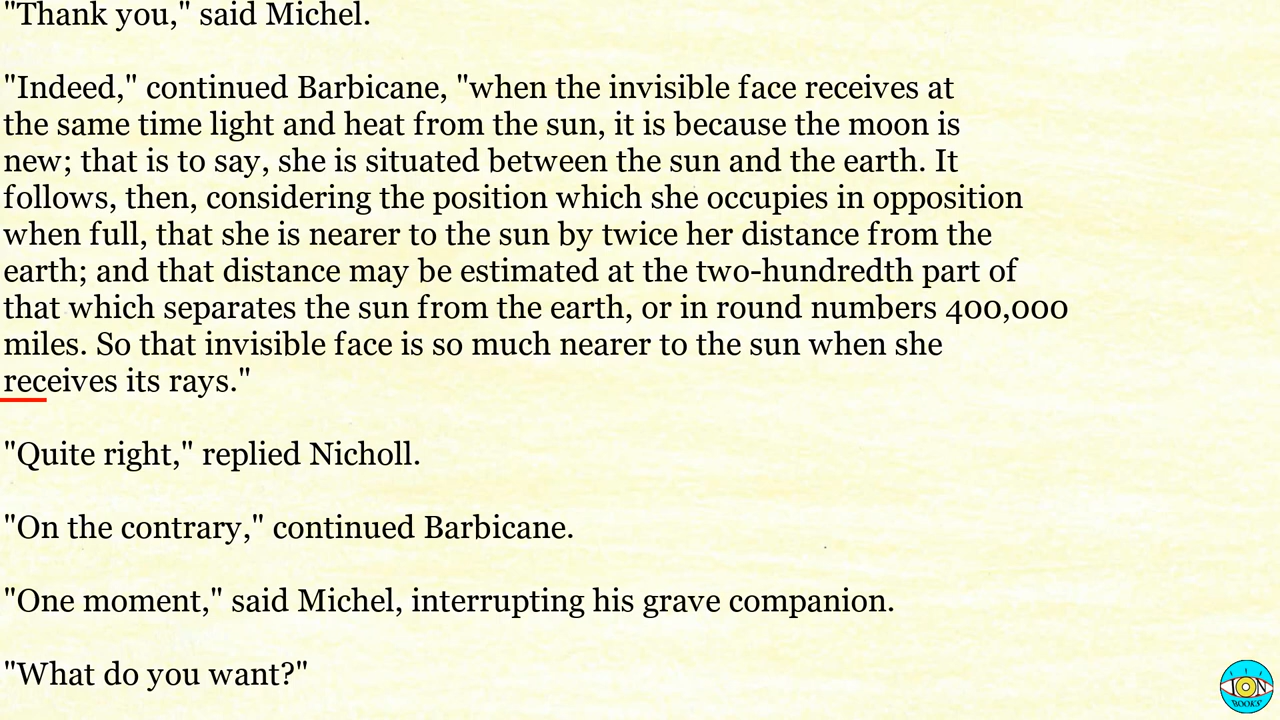 "Thank you," said Michel.
"Indeed," continued Barbicane, "when the invisible face receives at
the same time light and heat from the sun, it is because the moon is
new; that is to say, she is situated between the sun and the earth. It
follows, then, considering the position which she occupies in opposition
when full, that she is nearer to the sun by twice her distance from the
earth; and that distance may be estimated at the two-hundredth part of
that which separates the sun from the earth, or in round numbers 400,000
miles. So that invisible face is so much nearer to the sun when she
receives its rays."
"Quite right," replied Nicholl.
"On the contrary," continued Barbicane.
"One moment," said Michel, interrupting his grave companion.
"What do you want?"
ION
BOOKS